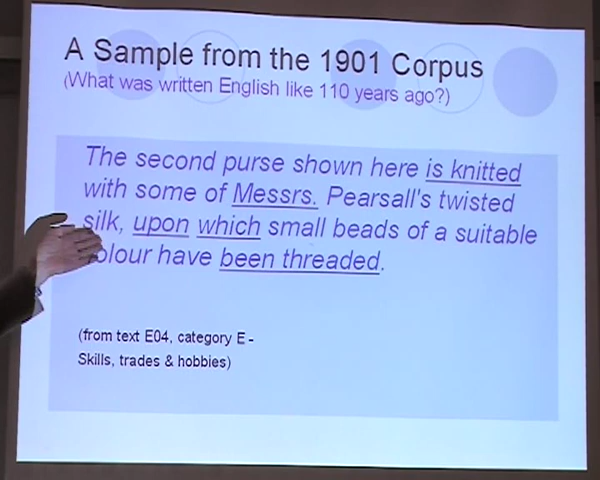 A Sample from the 1901 Corpus
(What was written English like 110 years ago?)
The second purse shown here is knitted
with some of Messrs. Pearsall's twisted
silk, upon which small beads of a suitable
colour have been threaded.
(from text E04, category E -
Skills, trades & hobbies)